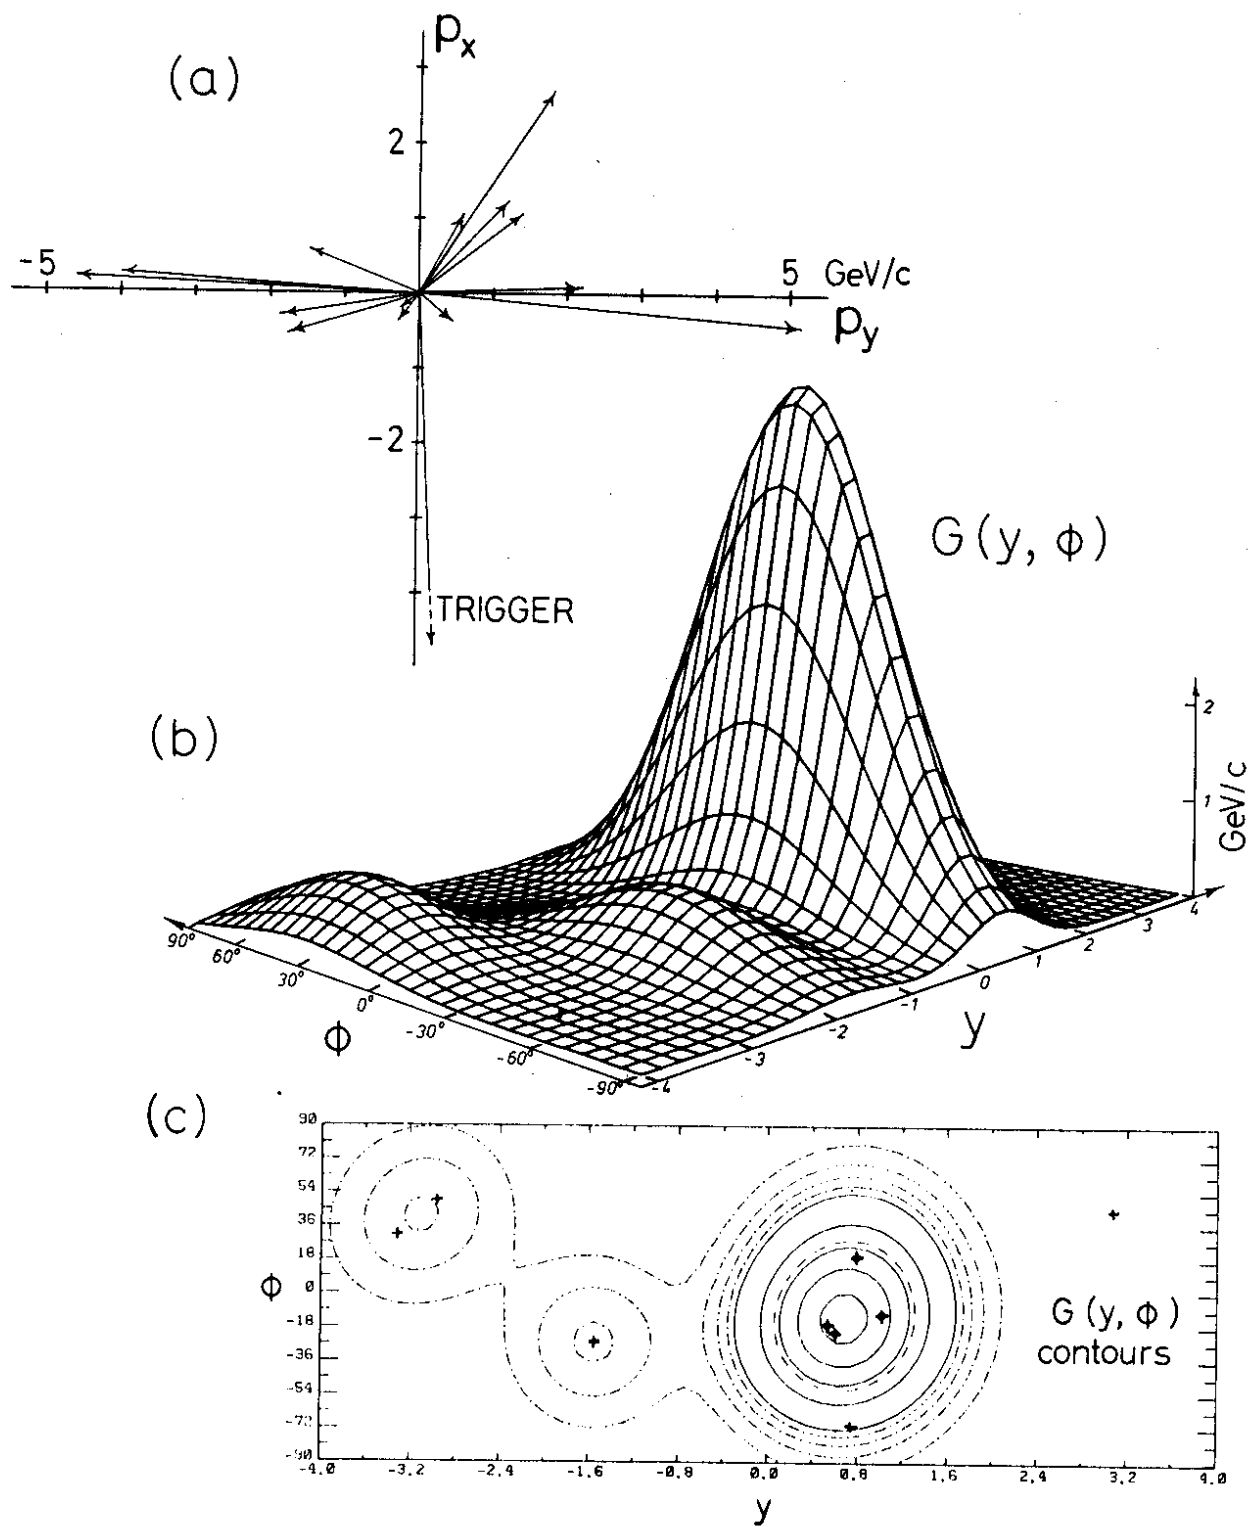 (a)
pₓ
2
-5
5 GeV/c
p_y
-2
TRIGGER
G(y, ϕ)
(b)
2
1
GeV/c
90°
60°
30°
0°
-30°
-60°
-90°
ϕ
-4
-3
-2
-1
0
1
2
3
4
y
(c)
90
72
54
36
18
0
-18
-36
-54
-72
-90
ϕ
G(y, ϕ)
contours
-4.0 -3.2 -2.4 -1.6 -0.8 0.0 0.8 1.6 2.4 3.2 4.0
y